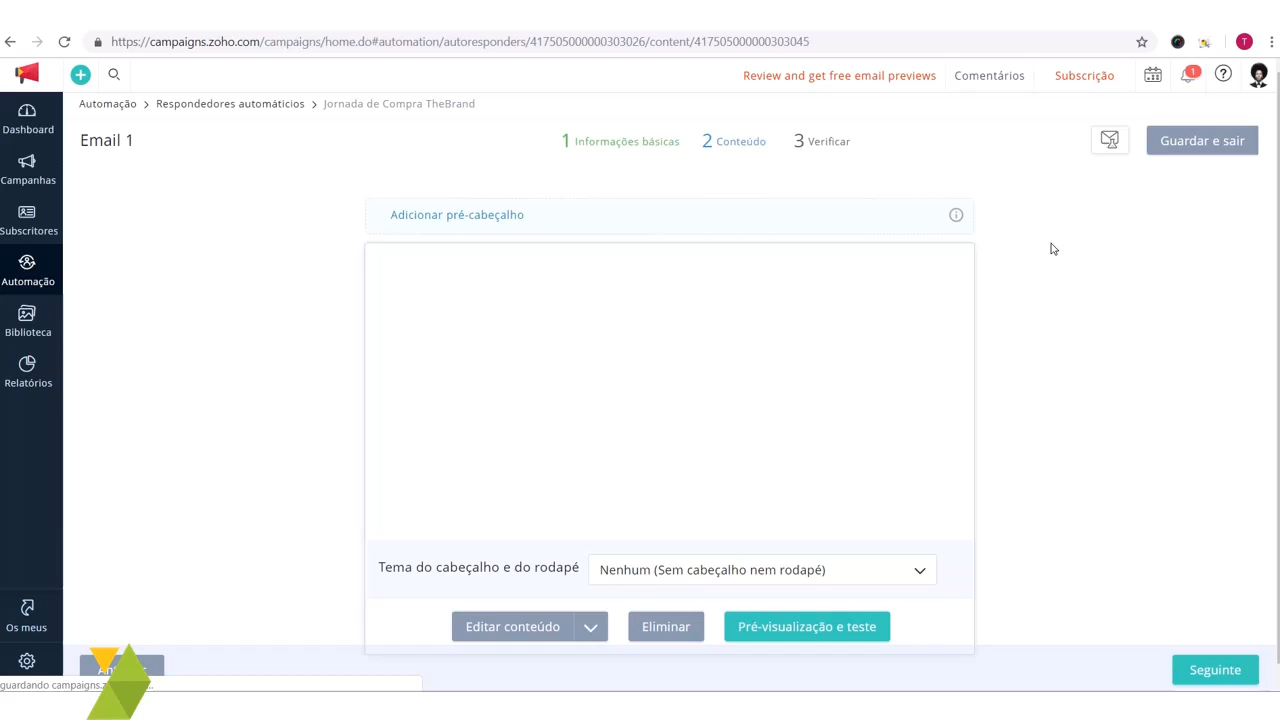 https://campaigns.zoho.com/campaigns/home.do#automation/autoresponders/417505000000303026/content/417505000000303045
T
Review and get free email previews
Comentários
Subscrição
1
Dashboard
Campanhas
Subscritores
Automação
Biblioteca
Relatórios
Os meus
Automação > Respondedores automátícios > Jornada de Compra TheBrand
Email 1
1 Informações básicas
2 Conteúdo
3 Verificar
Guardar e sair
Adicionar pré-cabeçalho
Tema do cabeçalho e do rodapé
Nenhum (Sem cabeçalho nem rodapé)
Editar conteúdo
Eliminar
Pré-visualização e teste
Seguinte
guardando